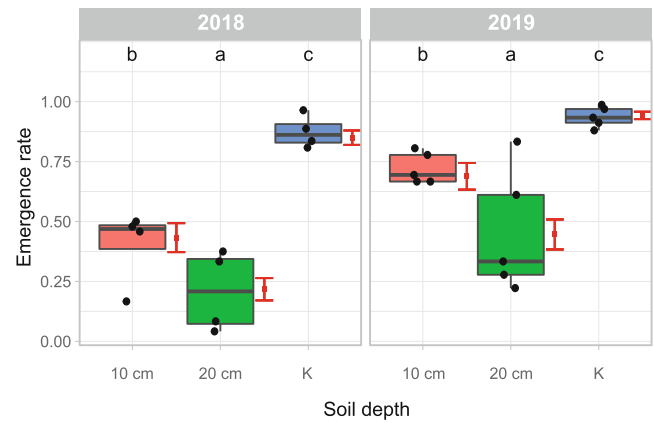 2018 2019
b a c b a c
Emergence rate
1.00
0.75
0.50
0.25
0.00
10 cm 20 cm K 10 cm 20 cm K
Soil depth